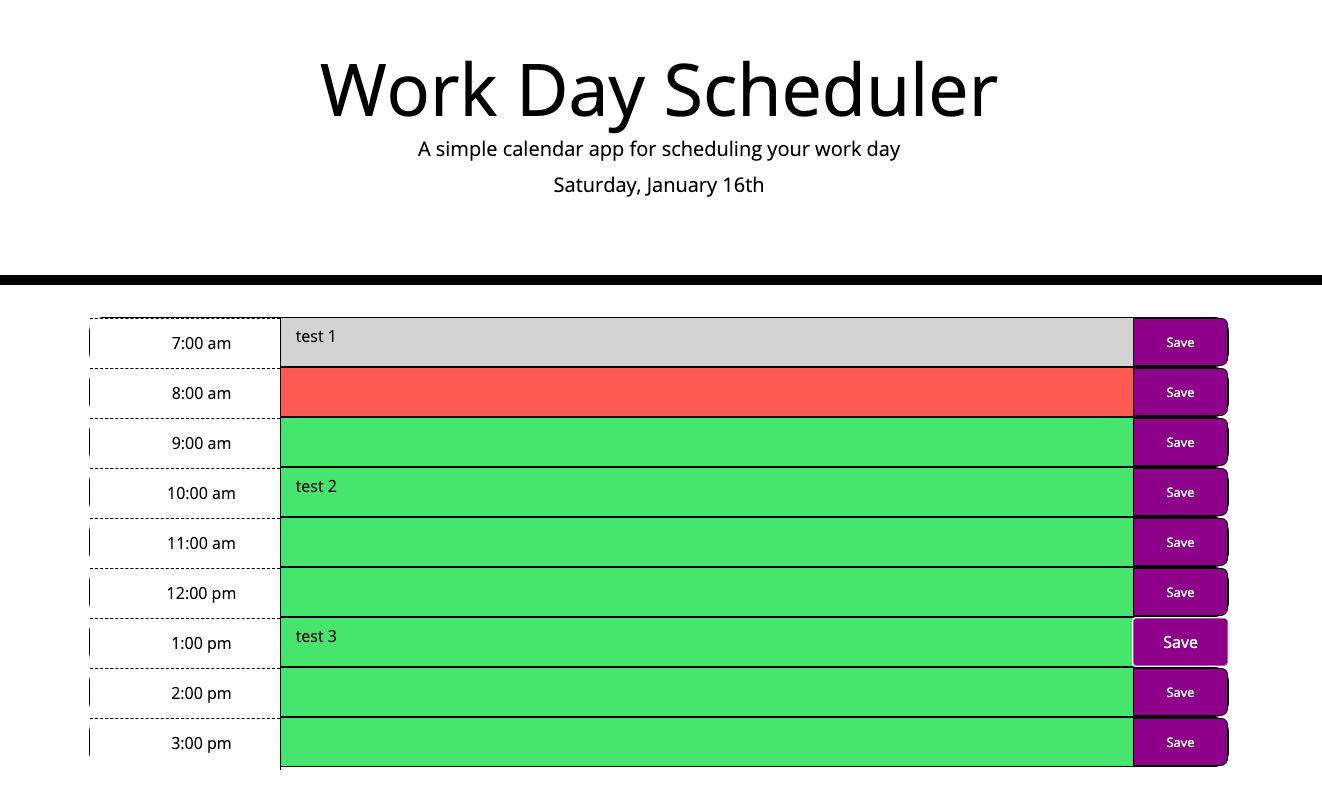 Work Day Scheduler
A simple calendar app for scheduling your work day
Saturday, January 16th
7:00 am test 1 Save
8:00 am Save
9:00 am Save
10:00 am test 2 Save
11:00 am Save
12:00 pm Save
1:00 pm test 3 Save
2:00 pm Save
3:00 pm Save